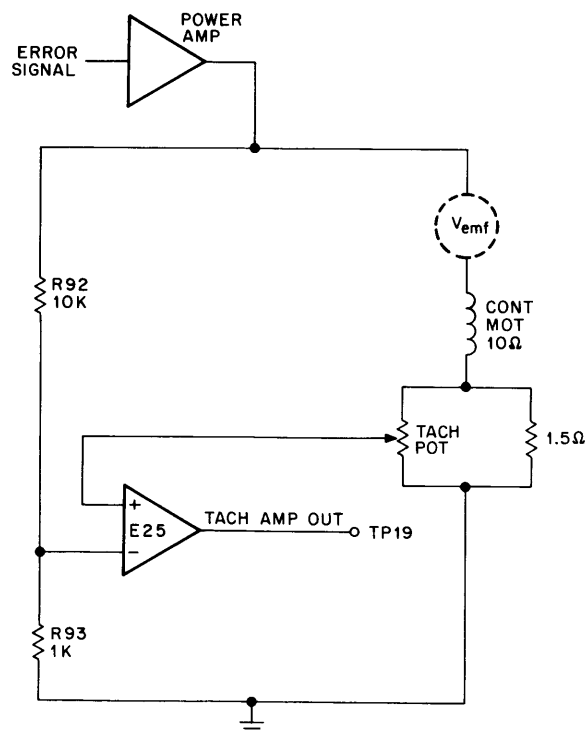 POWER
AMP
ERROR
SIGNAL
Vemf
R92
10K
CONT
MOT
10Ω
TACH
POT
1.5Ω
+
E25
-
TACH AMP OUT
TP19
R93
1K